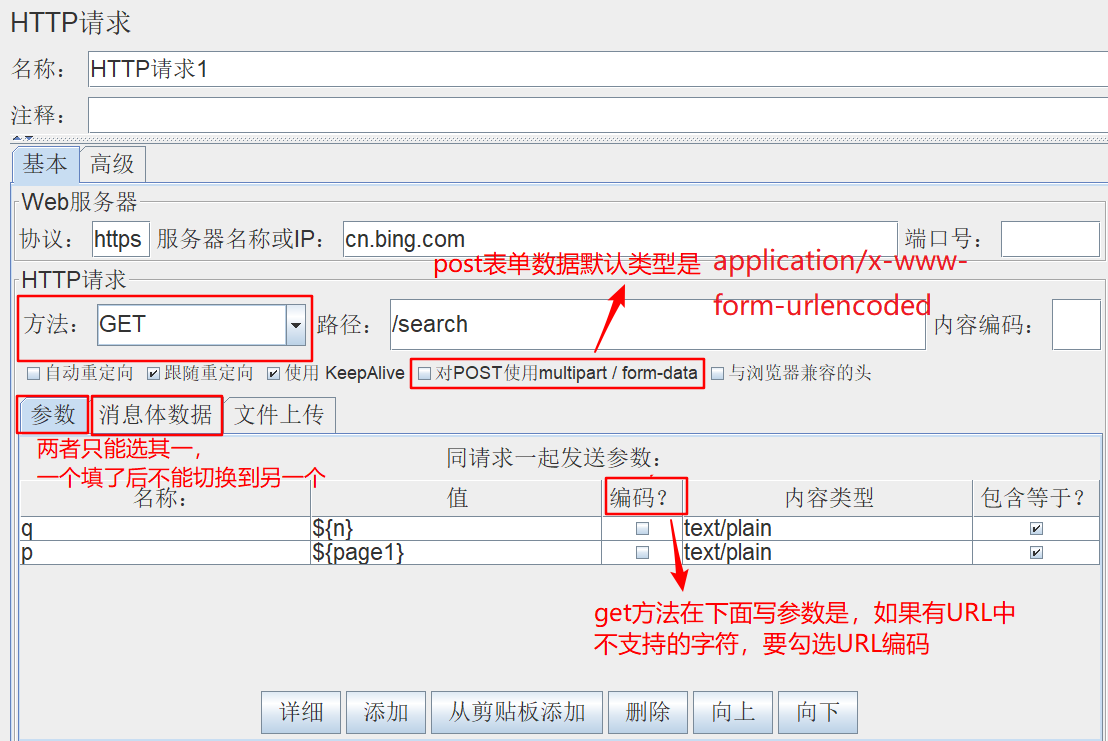 HTTP请求
名称： HTTP请求1
注释：
基本 高级
Web服务器
协议： https 服务器名称或IP： cn.bing.com 端口号：
post表单数据默认类型是 application/x-www-
form-urlencoded
HTTP请求
方法： GET 路径： /search 内容编码：
自动重定向 跟随重定向 使用 KeepAlive 对POST使用multipart / form-data 与浏览器兼容的头
参数 消息体数据 文件上传
两者只能选其一，
一个填了后不能切换到另一个
同请求一起发送参数：
名称： 值 编码？ 内容类型 包含等于？
q ${n} text/plain
p ${page1} text/plain
get方法在下面写参数是，如果有URL中
不支持的字符，要勾选URL编码
详细 添加 从剪贴板添加 删除 向上 向下